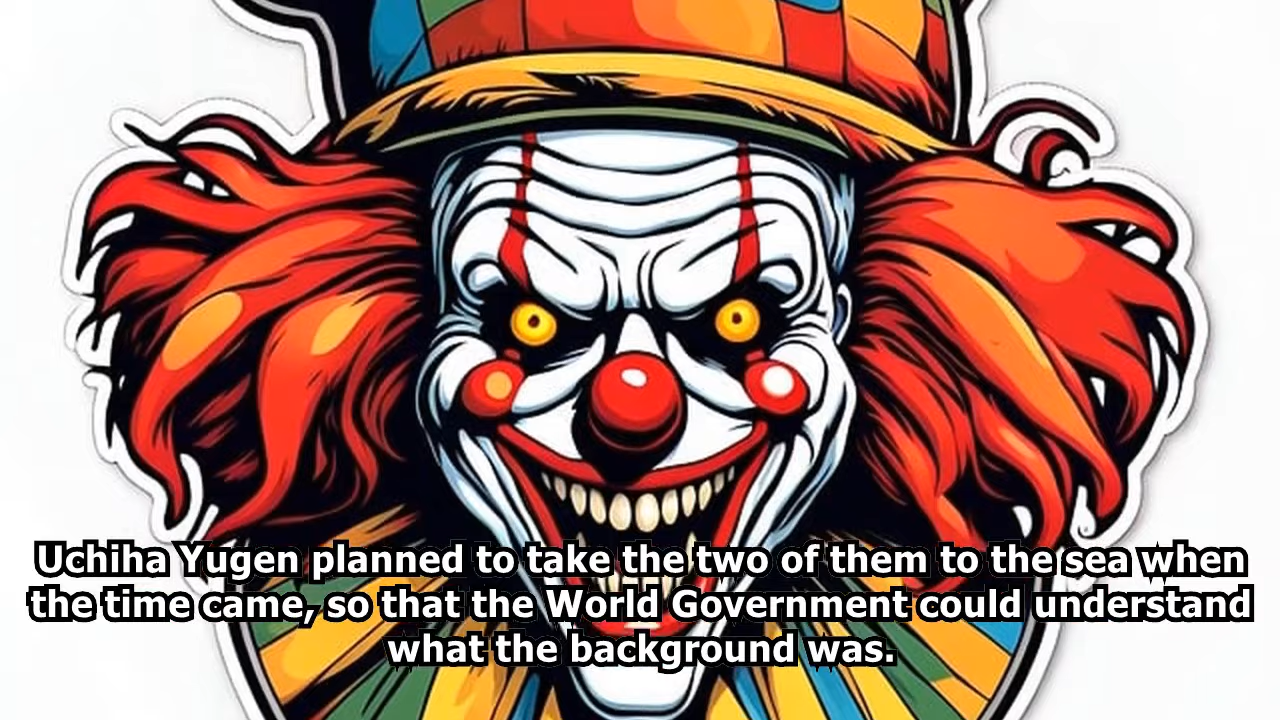 Uchiha Yugen planned to take the two of them to the sea when
the time came, so that the World Government could understand
what the background was.